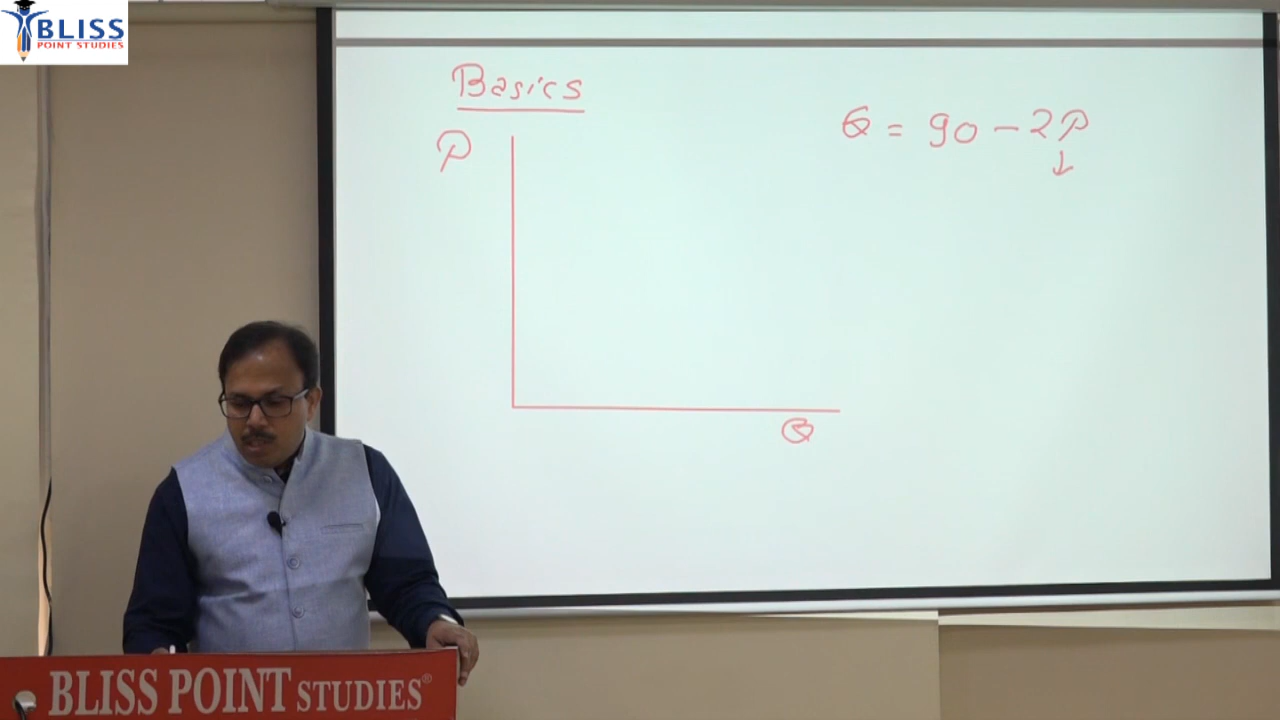 BLISS
POINT STUDIES
Basics
P
Q = 90 - 2P
↓
Q
BLISS POINT STUDIES®